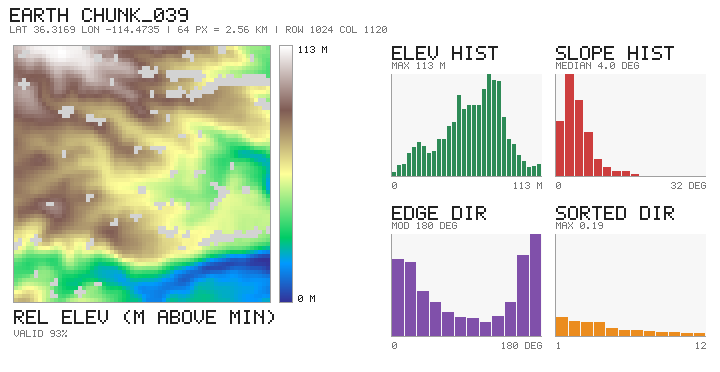 EARTH CHUNK_039
LAT 36.3169 LON -114.4735 | 64 PX = 2.56 KM | ROW 1024 COL 1120
113 M
0 M
REL ELEV (M ABOVE MIN)
VALID 93%
ELEV HIST
MAX 113 M
0 113 M
SLOPE HIST
MEDIAN 4.0 DEG
0 32 DEG
EDGE DIR
MOD 180 DEG
0 180 DEG
SORTED DIR
MAX 0.19
1 12